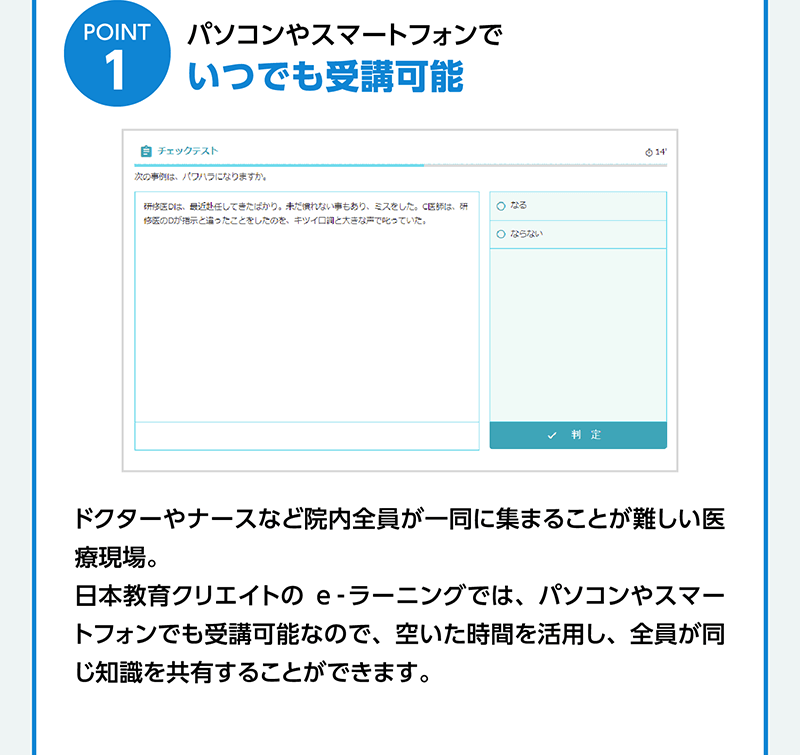 POINT
1
パソコンやスマートフォンで
いつでも受講可能
チェックテスト
14'
次の事例は、パワハラになりますか。
研修医Dは、最近赴任してきたばかり。未だ慣れない事もあり、ミスをした。C医師は、研
修医のDが指示と違ったことをしたのを、キツイ口調と大きな声で叱っていた。
なる
ならない
判 定
ドクターやナースなど院内全員が一同に集まることが難しい医
療現場。
日本教育クリエイトの e-ラーニングでは、パソコンやスマー
トフォンでも受講可能なので、空いた時間を活用し、全員が同
じ知識を共有することができます。